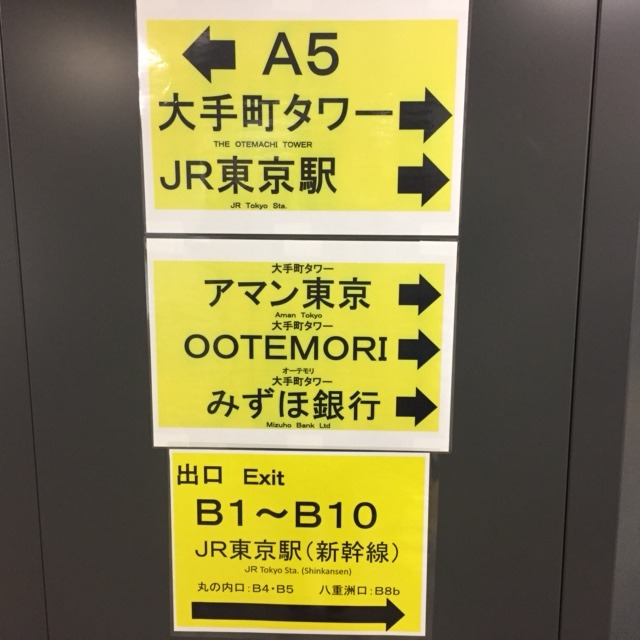 ← A5
大手町タワー →
THE OTEMACHI TOWER
JR東京駅 →
JR Tokyo Sta.
大手町タワー
アマン東京 →
Aman Tokyo
大手町タワー
OOTEMORI →
オーテモリ
大手町タワー
みずほ銀行 →
Mizuho Bank Ltd
出口 Exit
B1～B10
JR東京駅(新幹線)
JR Tokyo Sta. (Shinkansen)
丸の内口:B4・B5 八重洲口:B8b
→